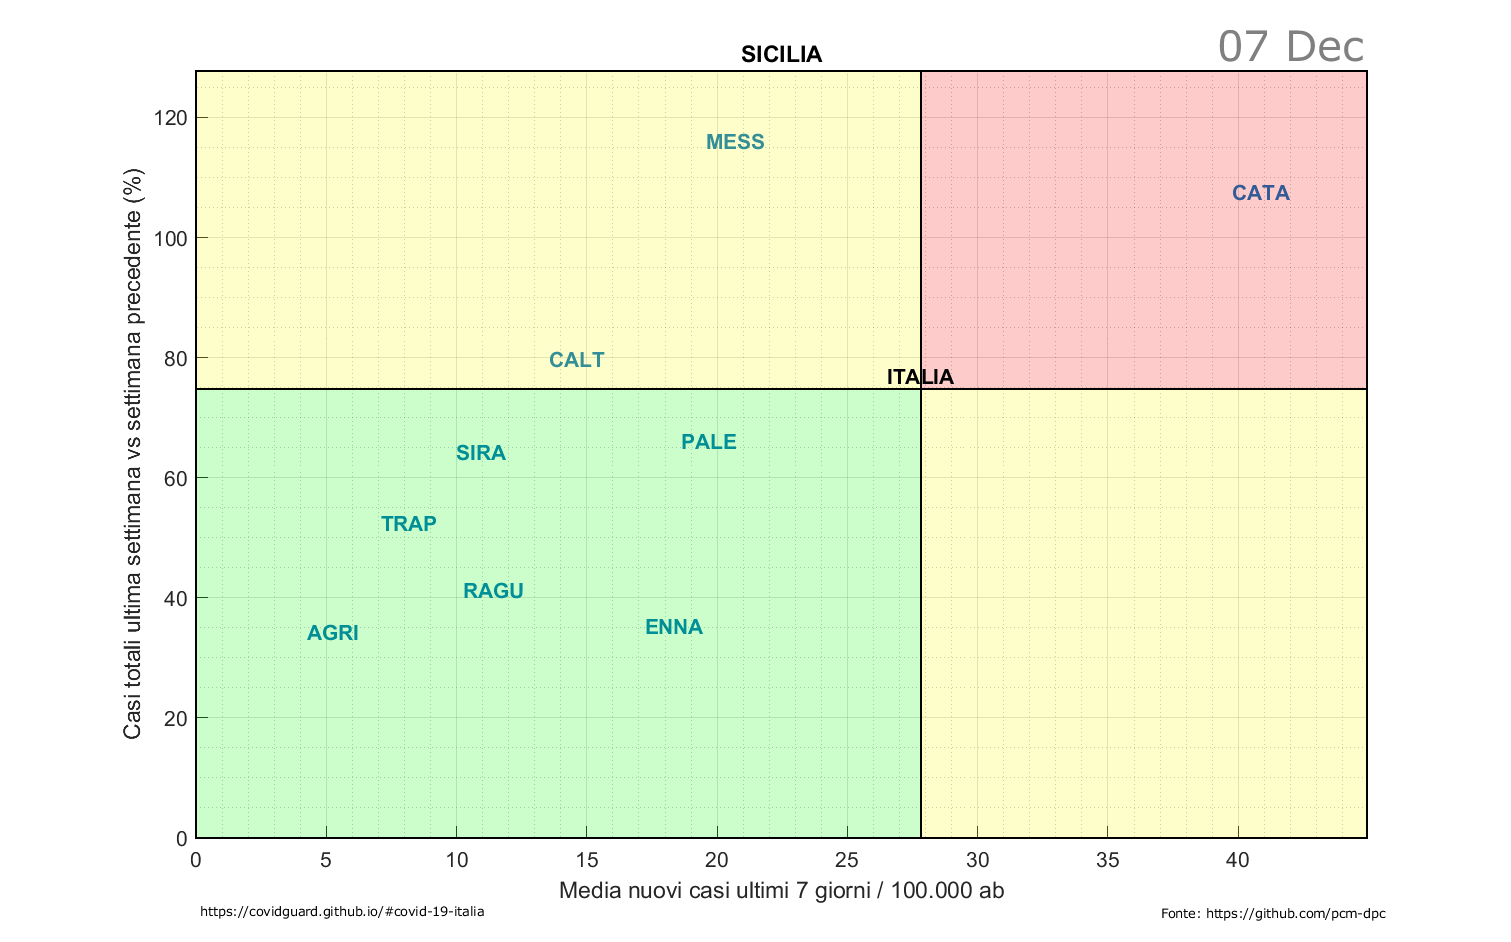 SICILIA
07 Dec
Casi totali ultima settimana vs settimana precedente (%)
120
100
80
60
40
20
0
MESS
CATA
CALT
ITALIA
PALE
SIRA
TRAP
RAGU
ENNA
AGRI
0 5 10 15 20 25 30 35 40
Media nuovi casi ultimi 7 giorni / 100.000 ab
https://covidguard.github.io/#covid-19-italia
Fonte: https://github.com/pcm-dpc